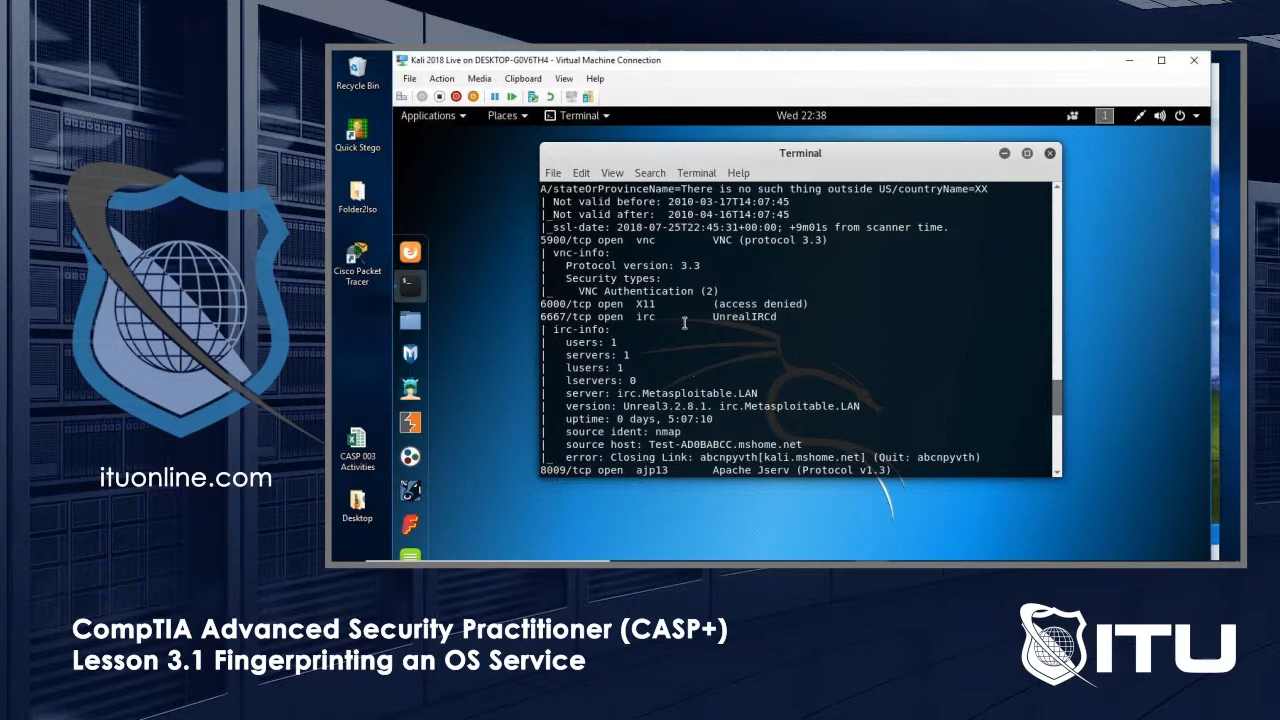 Recycle Bin
Quick Stego
Folder2Iso
Cisco Packet
Tracer
CASP 003
Activities
Desktop
Kali 2018 Live on DESKTOP-G0V6TH4 - Virtual Machine Connection
File Action Media Clipboard View Help
Applications Places Terminal Wed 22:38 1
Terminal
File Edit View Search Terminal Help
A/stateOrProvinceName=There is no such thing outside US/countryName=XX
| Not valid before: 2010-03-17T14:07:45
|_Not valid after:  2010-04-16T14:07:45
|_ssl-date: 2018-07-25T22:45:31+00:00; +9m01s from scanner time.
5900/tcp open  vnc         VNC (protocol 3.3)
| vnc-info:
|   Protocol version: 3.3
|   Security types:
|_    VNC Authentication (2)
6000/tcp open  X11         (access denied)
6667/tcp open  irc         UnrealIRCd
| irc-info:
|   users: 1
|   servers: 1
|   lusers: 1
|   lservers: 0
|   server: irc.Metasploitable.LAN
|   version: Unreal3.2.8.1. irc.Metasploitable.LAN
|   uptime: 0 days, 5:07:10
|   source ident: nmap
|   source host: Test-AD0BABCC.mshome.net
|_  error: Closing Link: abcnpyvth[kali.mshome.net] (Quit: abcnpyvth)
8009/tcp open  ajp13       Apache Jserv (Protocol v1.3)
ituonline.com
CompTIA Advanced Security Practitioner (CASP+)
Lesson 3.1 Fingerprinting an OS Service
ITU